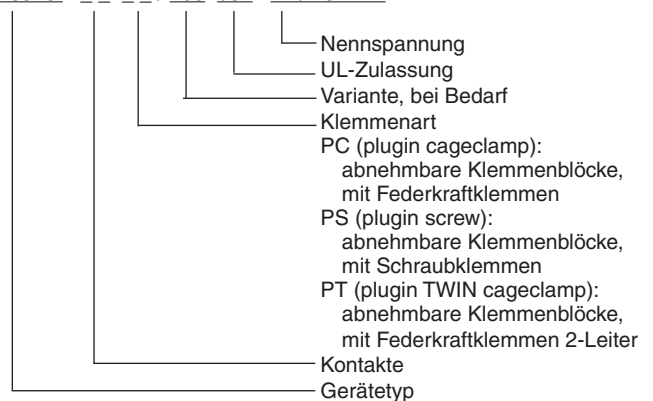 Nennspannung
UL-Zulassung
Variante, bei Bedarf
Klemmenart
PC (plugin cageclamp):
abnehmbare Klemmenblöcke,
mit Federkraftklemmen
PS (plugin screw):
abnehmbare Klemmenblöcke,
mit Schraubklemmen
PT (plugin TWIN cageclamp):
abnehmbare Klemmenblöcke,
mit Federkraftklemmen 2-Leiter
Kontakte
Gerätetyp